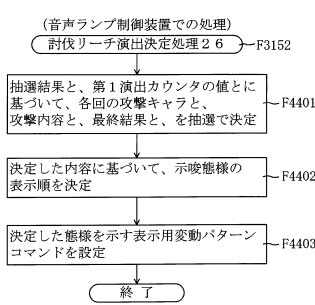 (音声ランプ制御装置での処理)
討伐リーチ演出決定処理26
F3152
抽選結果と、第1演出カウンタの値とに
基づいて、各回の攻撃キャラと、
攻撃内容と、最終結果と、を抽選で決定
F4401
決定した内容に基づいて、示唆態様の
表示順を決定
F4402
決定した態様を示す表示用変動パターン
コマンドを設定
F4403
終了